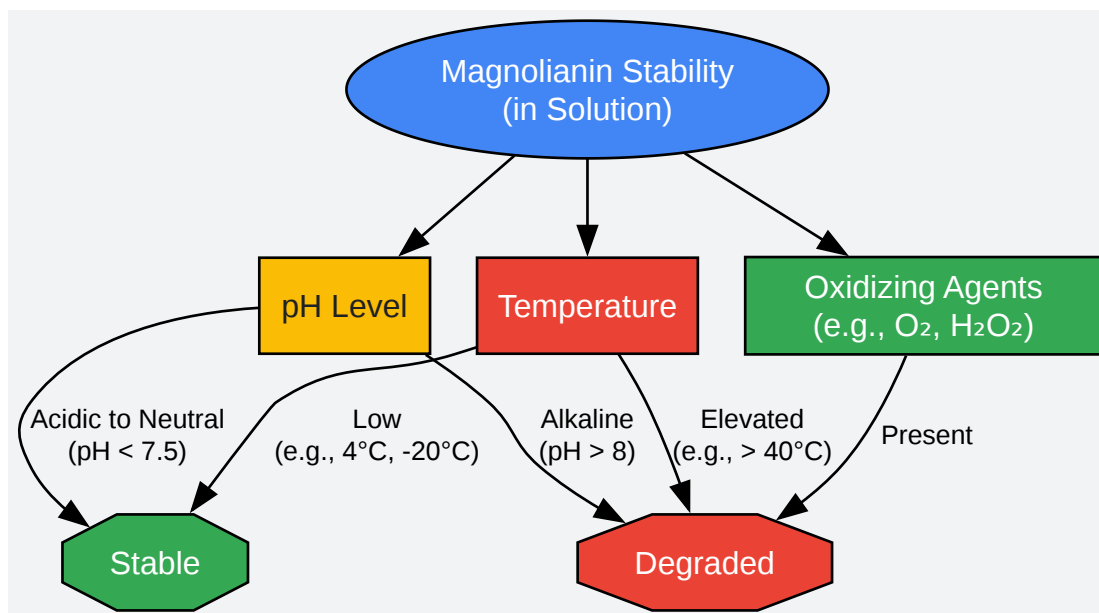 Magnolianin Stability
(in Solution)
pH Level
Temperature
Oxidizing Agents
(e.g., O₂, H₂O₂)
Acidic to Neutral
(pH < 7.5)
Low
(e.g., 4°C, -20°C)
Alkaline
(pH > 8)
Elevated
(e.g., > 40°C)
Present
Stable
Degraded